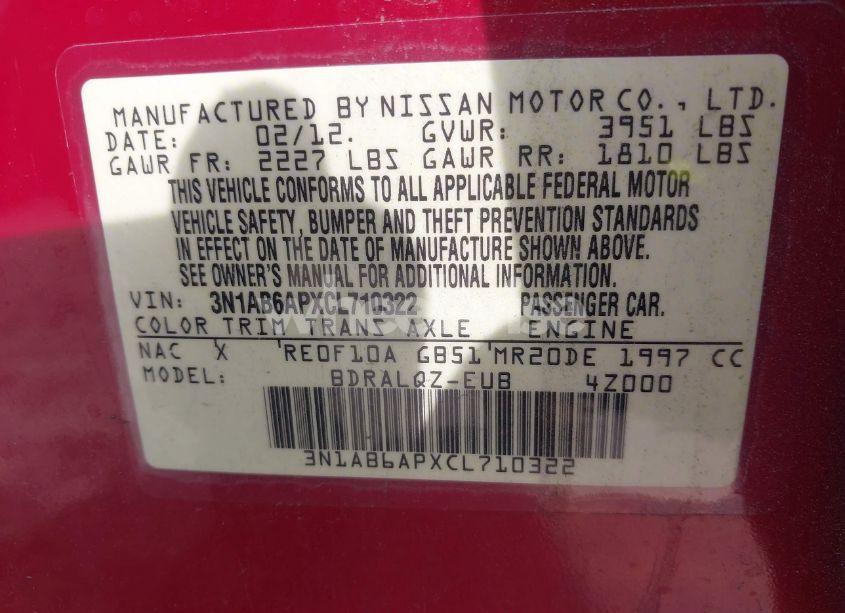 MANUFACTURED BY NISSAN MOTOR CO., LTD.
DATE: 02/12. GVWR: 3951 LBS
GAWR FR: 2227 LBS GAWR RR: 1810 LBS
THIS VEHICLE CONFORMS TO ALL APPLICABLE FEDERAL MOTOR
VEHICLE SAFETY, BUMPER AND THEFT PREVENTION STANDARDS
IN EFFECT ON THE DATE OF MANUFACTURE SHOWN ABOVE.
SEE OWNER'S MANUAL FOR ADDITIONAL INFORMATION.
VIN: 3N1AB6APXCL710322 PASSENGER CAR.
COLOR TRIM TRANS AXLE ENGINE
NAC X RE0F10A GB51 MR20DE 1997 CC
MODEL: BDRALQZ-EUB 4Z000
3N1AB6APXCL710322